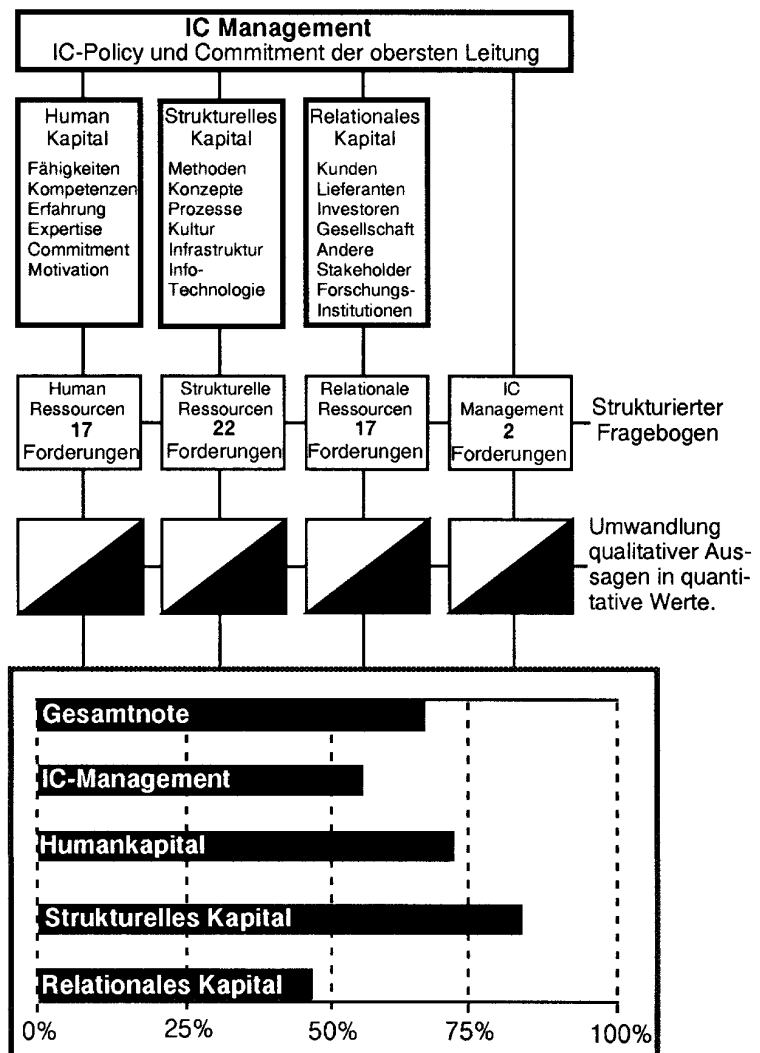 IC Management
IC-Policy und Commitment der obersten Leitung
Human
Kapital
Fähigkeiten
Kompetenzen
Erfahrung
Expertise
Commitment
Motivation
Strukturelles
Kapital
Methoden
Konzepte
Prozesse
Kultur
Infrastruktur
Info-
Technologie
Relationales
Kapital
Kunden
Lieferanten
Investoren
Gesellschaft
Andere
Stakeholder
Forschungs-
Institutionen
Human
Ressourcen
17
Forderungen
Strukturelle
Ressourcen
22
Forderungen
Relationale
Ressourcen
17
Forderungen
IC
Management
2
Forderungen
Strukturierter
Fragebogen
Umwandlung
qualitativer Aus-
sagen in quanti-
tative Werte.
Gesamtnote
IC-Management
Humankapital
Strukturelles Kapital
Relationales Kapital
0% 25% 50% 75% 100%